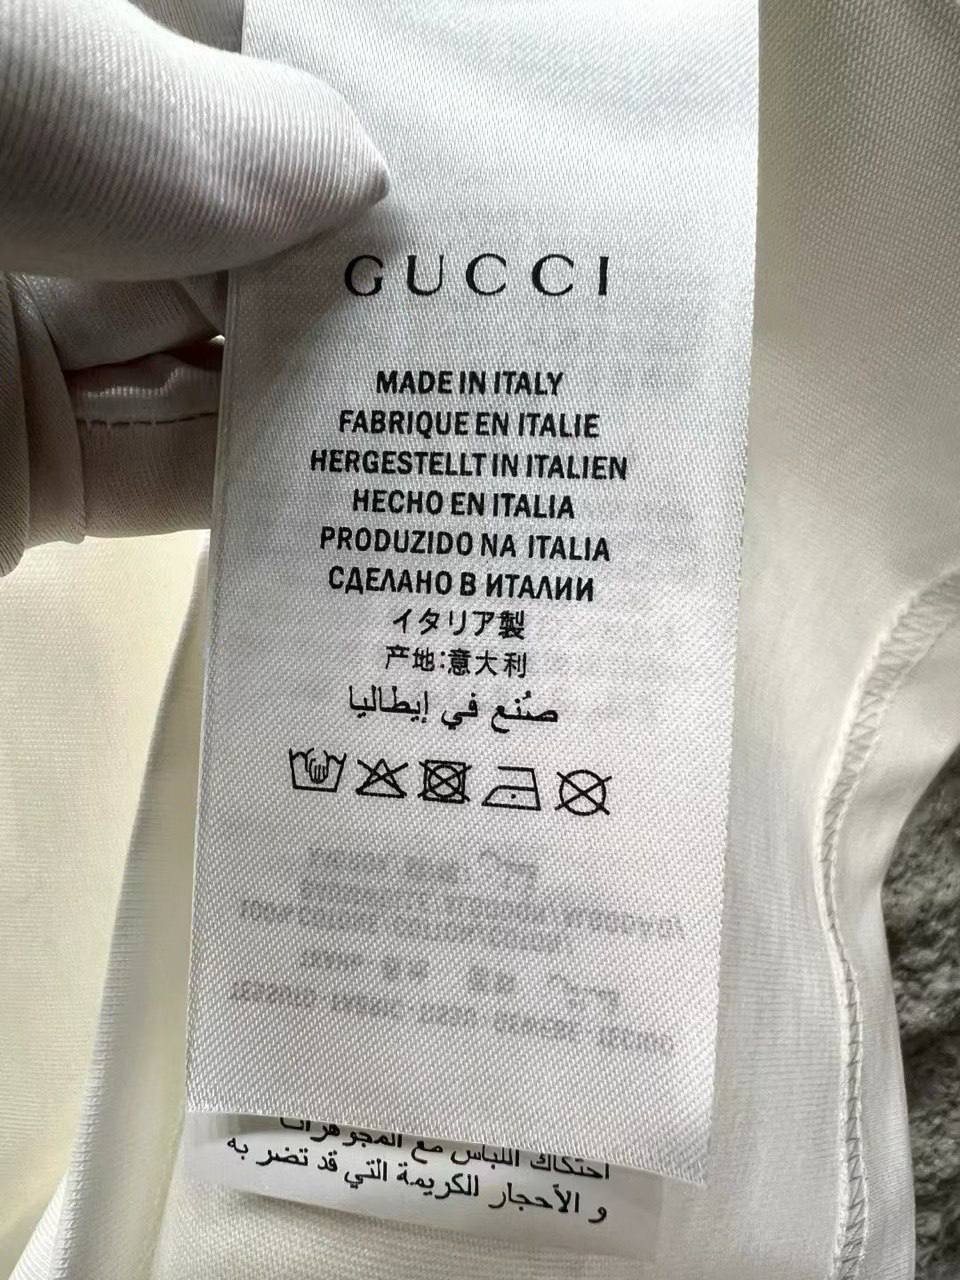 GUCCI
MADE IN ITALY
FABRIQUE EN ITALIE
HERGESTELLT IN ITALIEN
HECHO EN ITALIA
PRODUZIDO NA ITALIA
СДЕЛАНО В ИТАЛИИ
イタリア製
产地:意大利
صُنع في إيطاليا
احتكاك اللباس مع المجوهرات
و الأحجار الكريمة التي قد تضر به